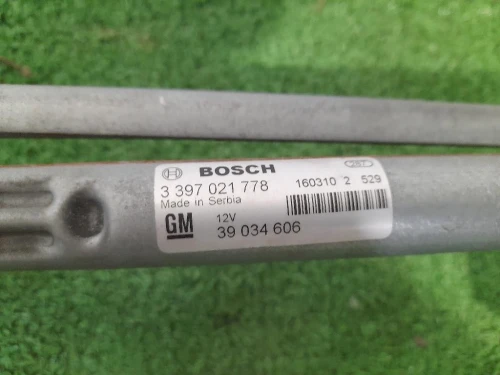 BOSCH
3 397 021 778
Made in Serbia
160310 2 529
GM
12V
39 034 606